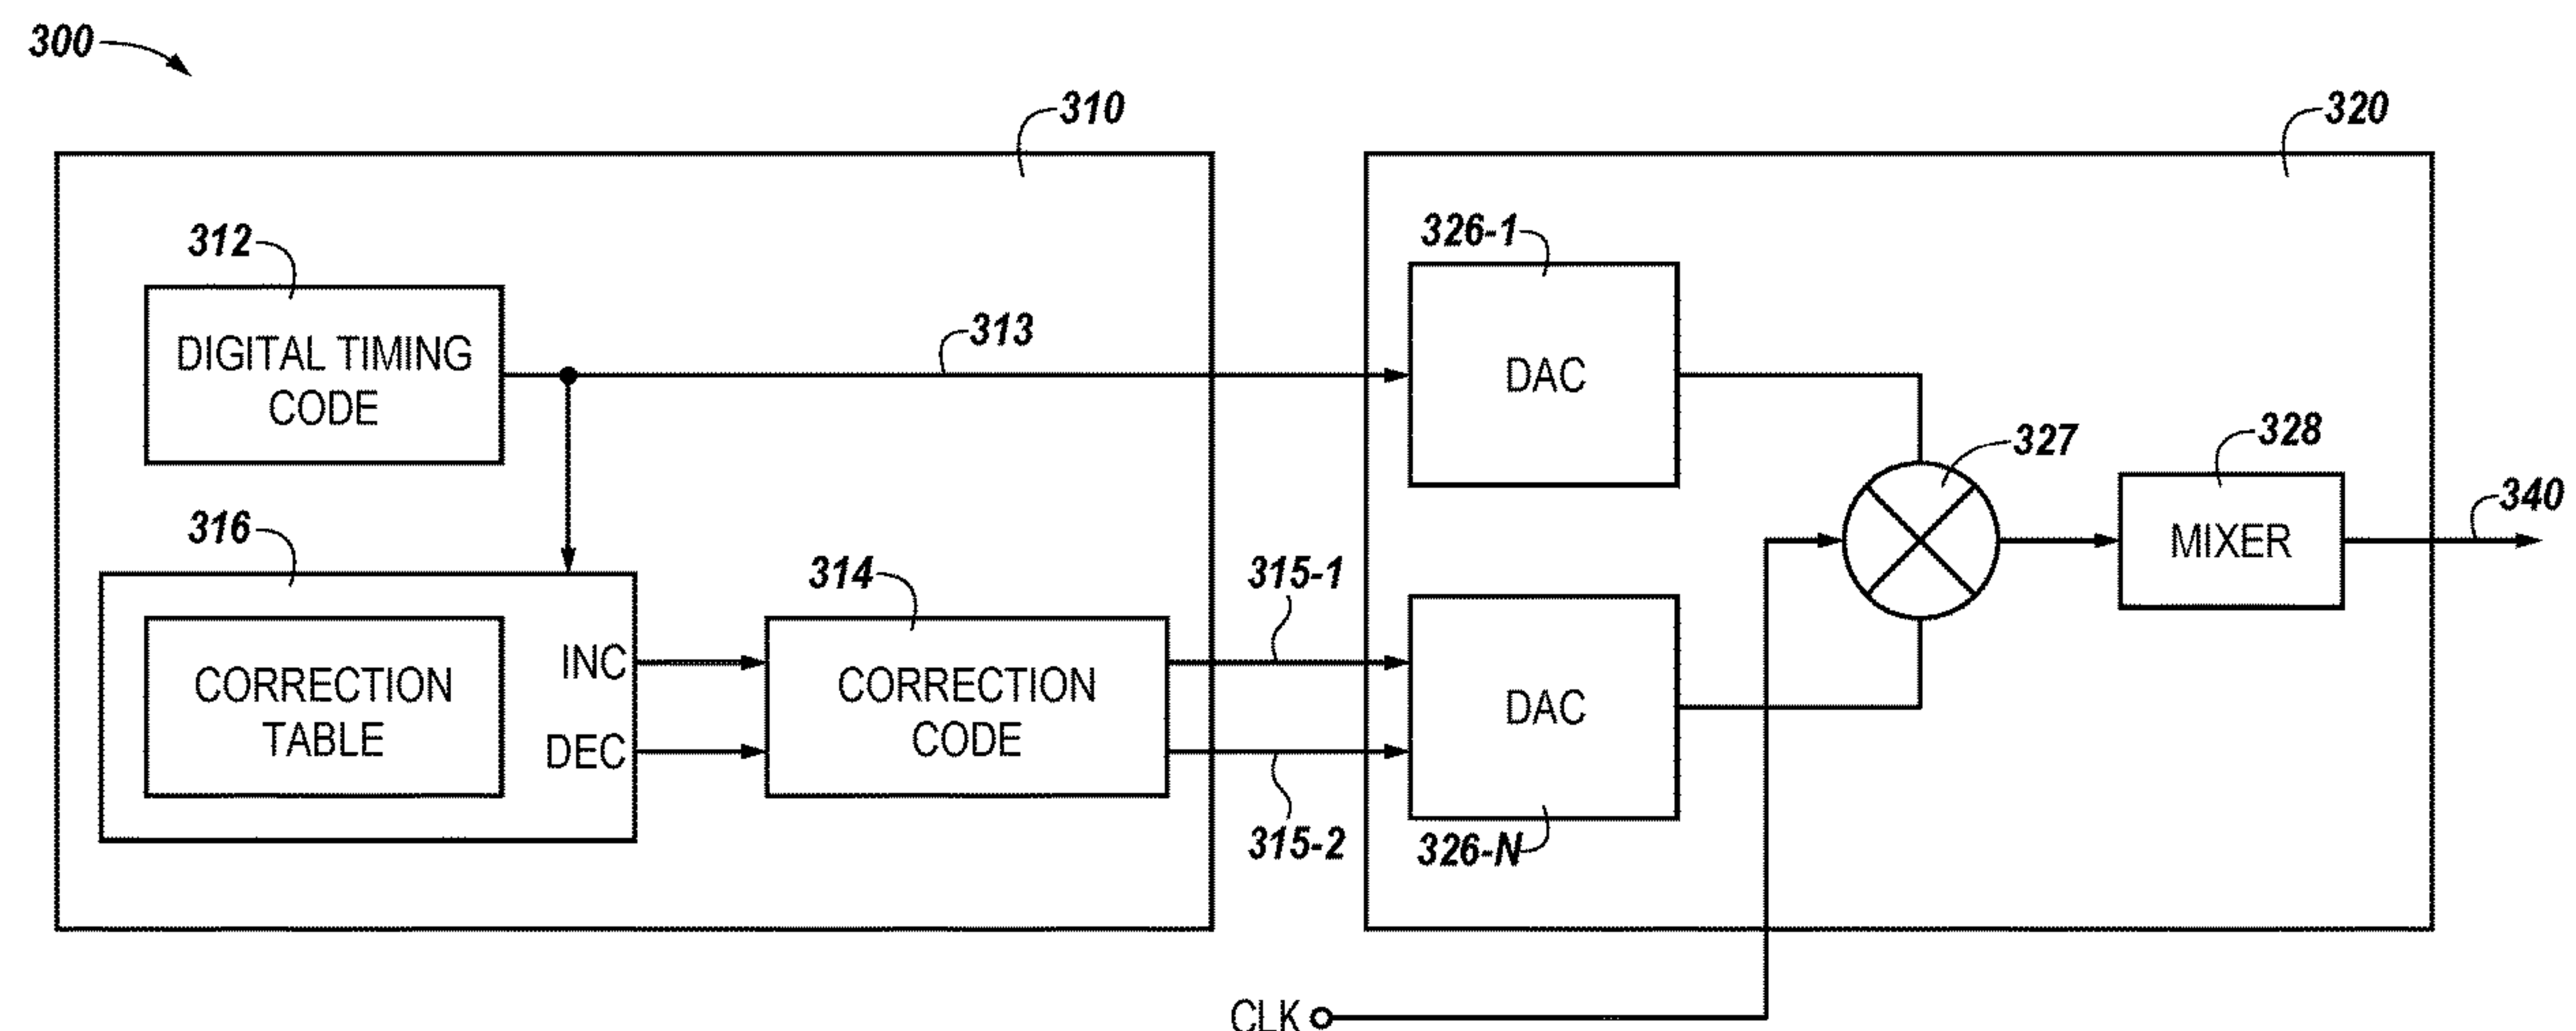 300
310
320
312
326-1
DIGITAL TIMING
CODE
313
DAC
327
328
MIXER
340
316
314
315-1
CORRECTION
TABLE
INC
DEC
CORRECTION
CODE
DAC
315-2
326-N
CLK